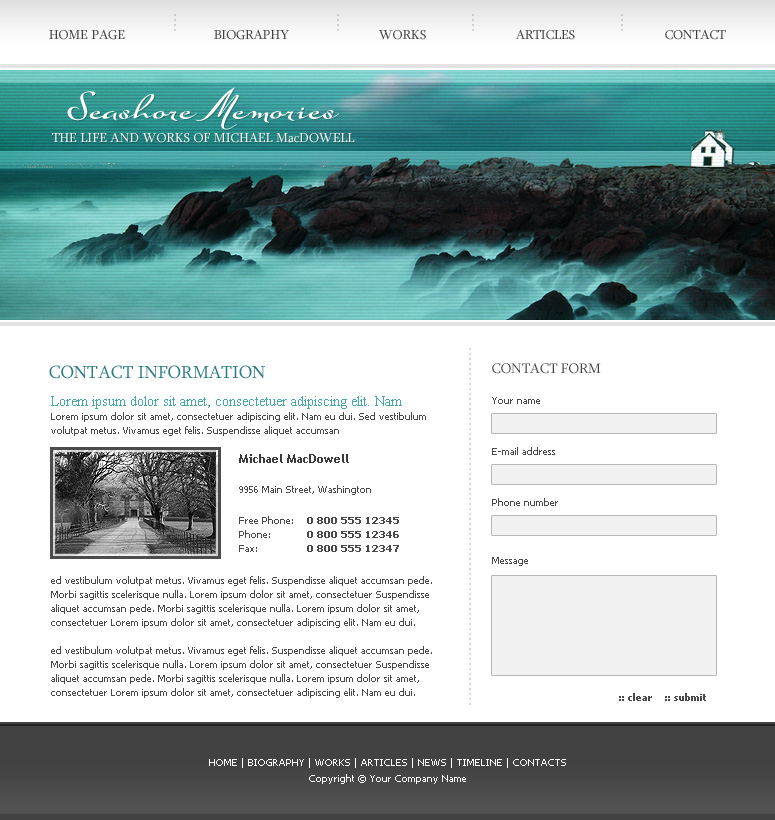 HOME PAGE BIOGRAPHY WORKS ARTICLES CONTACT
Seashore Memories
THE LIFE AND WORKS OF MICHAEL MacDOWELL
CONTACT INFORMATION
Lorem ipsum dolor sit amet, consectetuer adipiscing elit. Nam
Lorem ipsum dolor sit amet, consectetuer adipiscing elit. Nam eu dui. Sed vestibulum
volutpat metus. Vivamus eget felis. Suspendisse aliquet accumsan
Michael MacDowell
9956 Main Street, Washington
Free Phone: 0 800 555 12345
Phone: 0 800 555 12346
Fax: 0 800 555 12347
ed vestibulum volutpat metus. Vivamus eget felis. Suspendisse aliquet accumsan pede.
Morbi sagittis scelerisque nulla. Lorem ipsum dolor sit amet, consectetuer Suspendisse
aliquet accumsan pede. Morbi sagittis scelerisque nulla. Lorem ipsum dolor sit amet,
consectetuer Lorem ipsum dolor sit amet, consectetuer adipiscing elit. Nam eu dui.
ed vestibulum volutpat metus. Vivamus eget felis. Suspendisse aliquet accumsan pede.
Morbi sagittis scelerisque nulla. Lorem ipsum dolor sit amet, consectetuer Suspendisse
aliquet accumsan pede. Morbi sagittis scelerisque nulla. Lorem ipsum dolor sit amet,
consectetuer Lorem ipsum dolor sit amet, consectetuer adipiscing elit. Nam eu dui.
CONTACT FORM
Your name
E-mail address
Phone number
Message
:: clear :: submit
HOME | BIOGRAPHY | WORKS | ARTICLES | NEWS | TIMELINE | CONTACTS
Copyright © Your Company Name